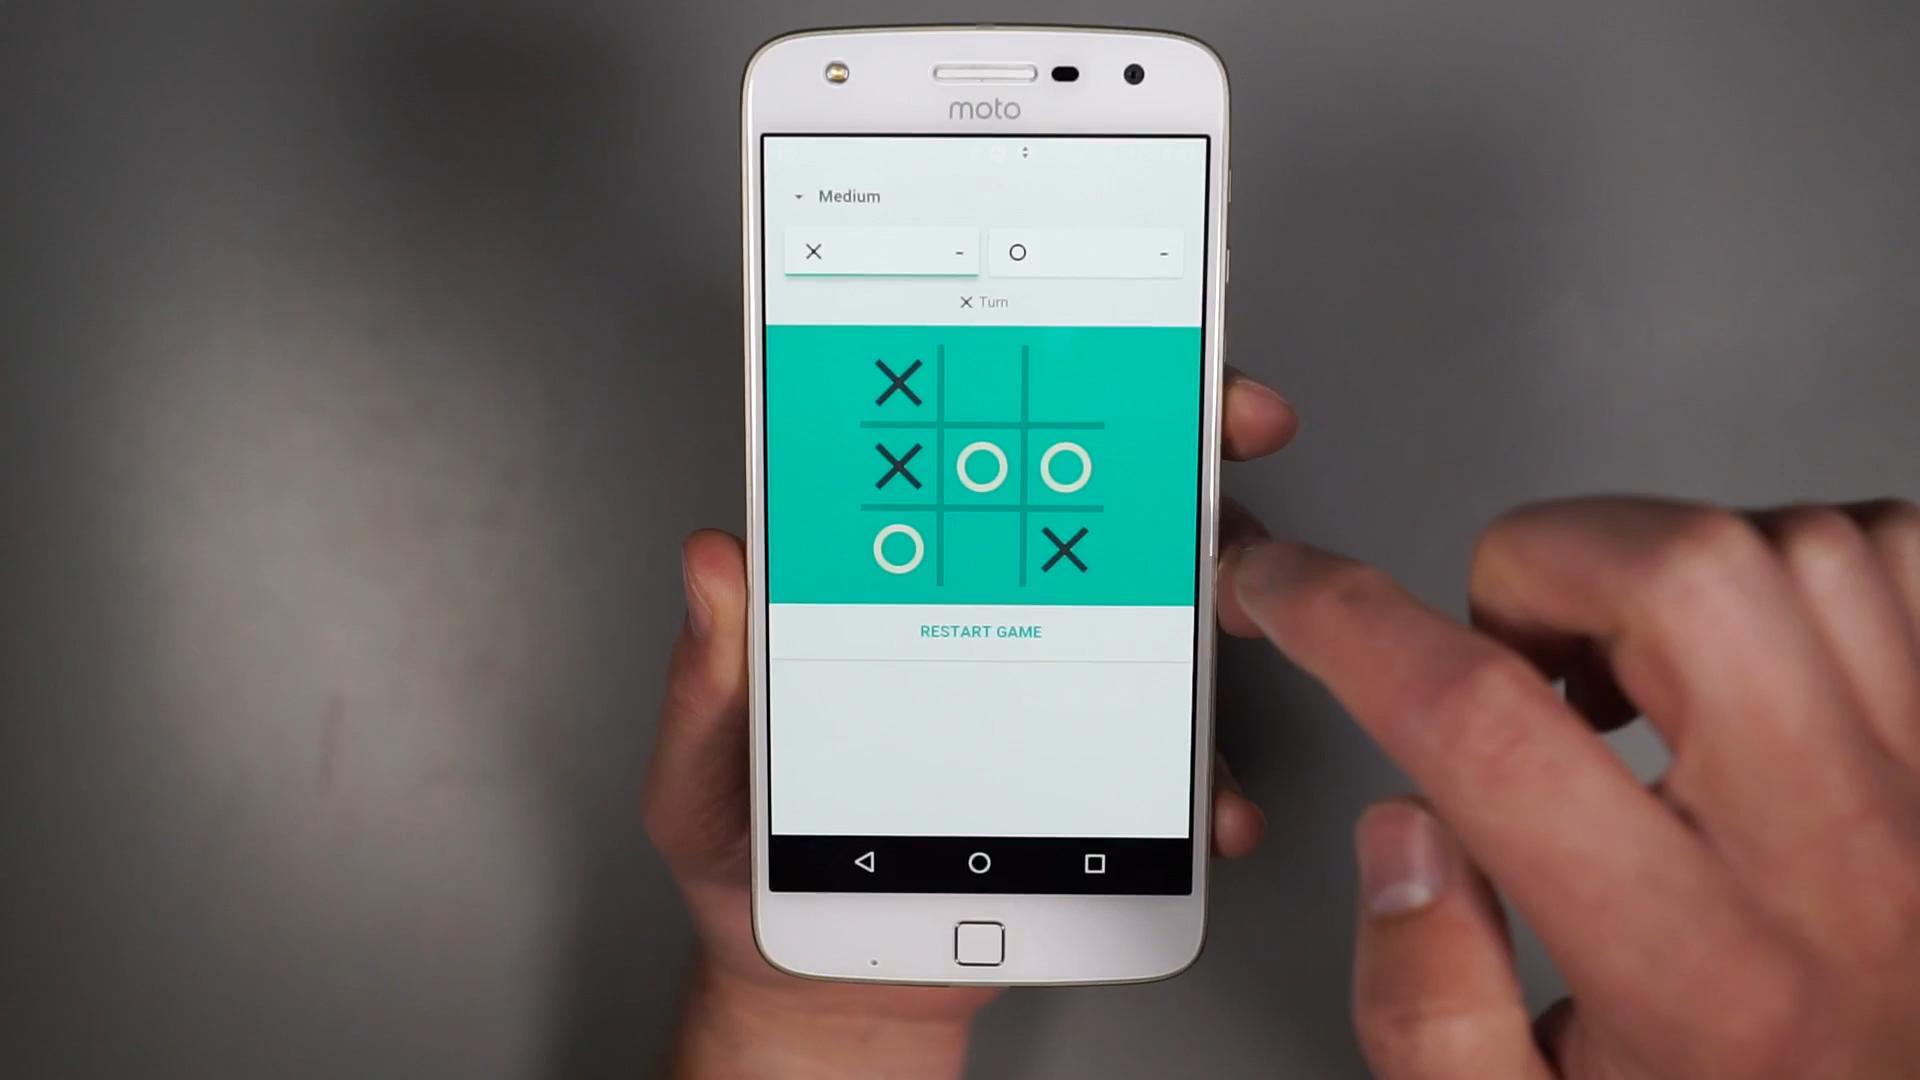 moto
Medium
X -
O -
X Turn
X
X O O
O X
RESTART GAME